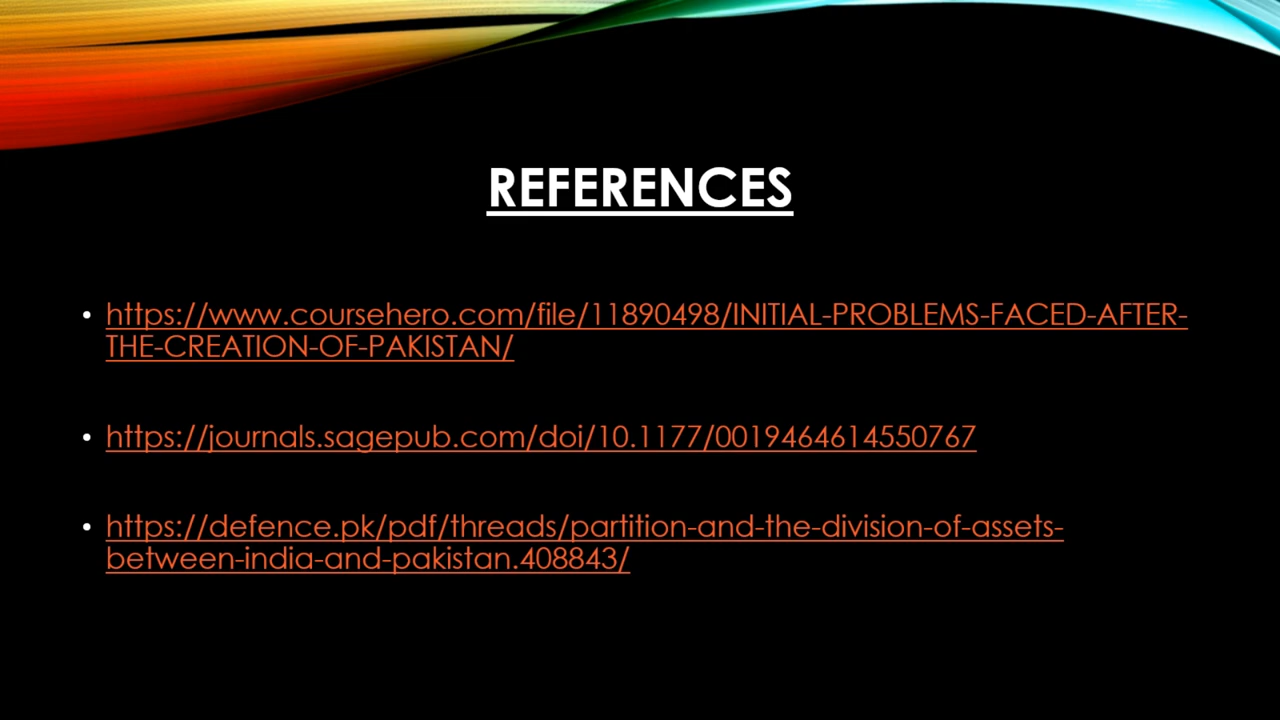 REFERENCES
• https://www.coursehero.com/file/11890498/INITIAL-PROBLEMS-FACED-AFTER-
THE-CREATION-OF-PAKISTAN/
• https://journals.sagepub.com/doi/10.1177/0019464614550767
• https://defence.pk/pdf/threads/partition-and-the-division-of-assets-
between-india-and-pakistan.408843/